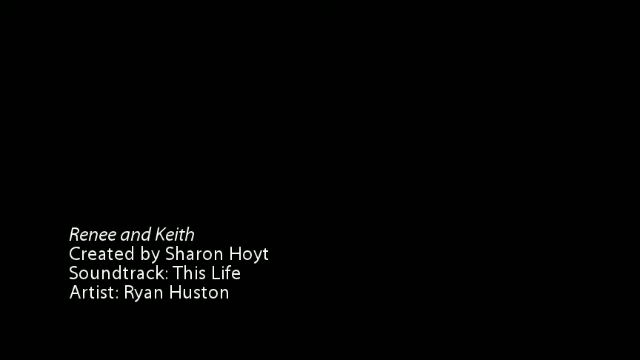 Renee and Keith
Created by Sharon Hoyt
Soundtrack: This Life
Artist: Ryan Huston